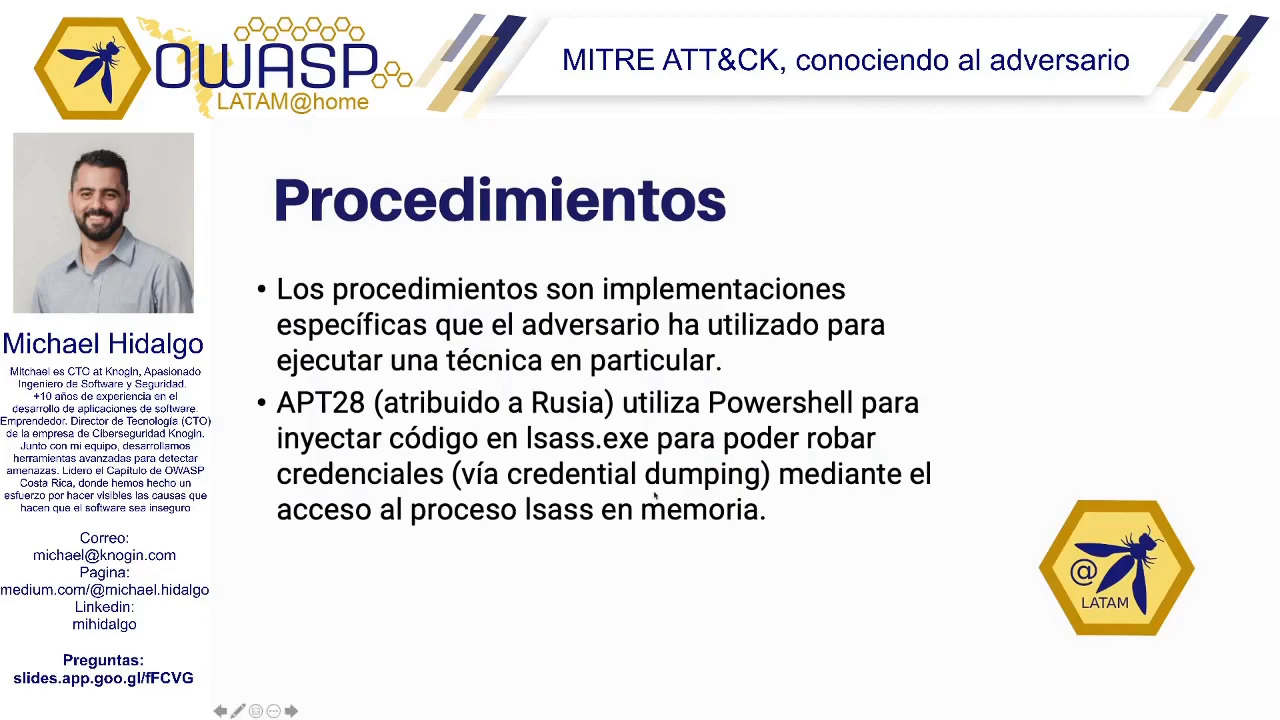 OWASP
LATAM@home
MITRE ATT&CK, conociendo al adversario
Procedimientos
• Los procedimientos son implementaciones
específicas que el adversario ha utilizado para
ejecutar una técnica en particular.
• APT28 (atribuido a Rusia) utiliza Powershell para
inyectar código en lsass.exe para poder robar
credenciales (vía credential dumping) mediante el
acceso al proceso lsass en memoria.
Michael Hidalgo
Mitchael es CTO at Knogin, Apasionado
Ingeniero de Software y Seguridad.
+10 años de experiencia en el
desarrollo de aplicaciones de software.
Emprendedor. Director de Tecnología (CTO)
de la empresa de Ciberseguridad Knogin.
Junto con mi equipo, desarrollamos
herramientas avanzadas para detectar
amenazas. Lidero el Capítulo de OWASP
Costa Rica, donde hemos hecho un
esfuerzo por hacer visibles las causas que
hacen que el software sea inseguro
Correo:
michael@knogin.com
Pagina:
medium.com/@michael.hidalgo
Linkedin:
mihidalgo
Preguntas:
slides.app.goo.gl/fFCVG
@
LATAM